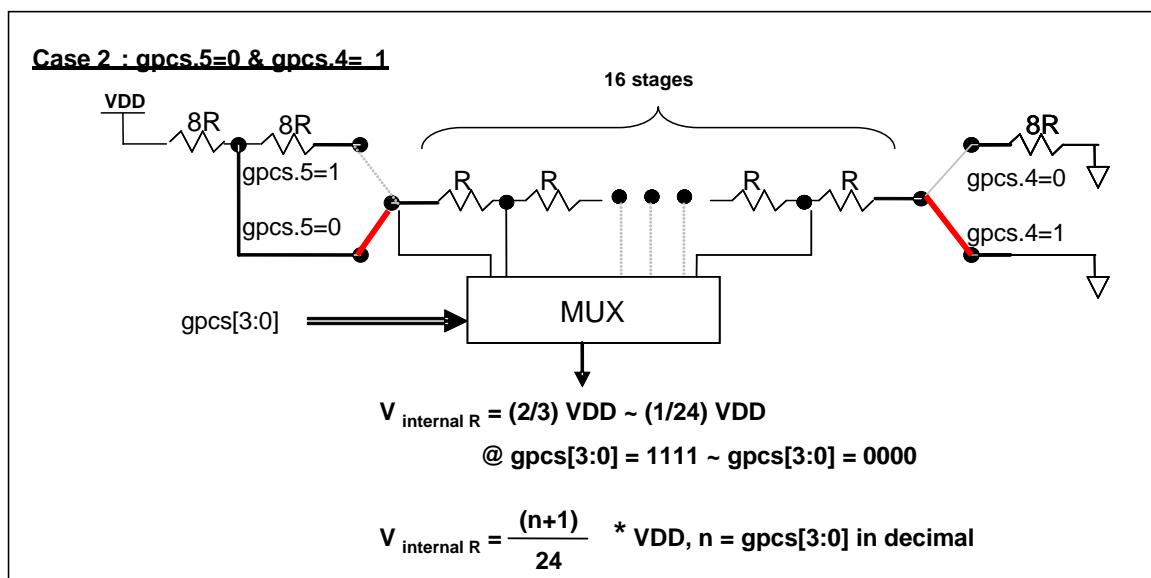 Case 2 : gpcs.5=0 & gpcs.4= 1
16 stages
VDD
8R
8R
8R
gpcs.5=1
R
R
R
R
gpcs.4=0
gpcs.5=0
gpcs.4=1
gpcs[3:0]
MUX
V internal R = (2/3) VDD ~ (1/24) VDD
@ gpcs[3:0] = 1111 ~ gpcs[3:0] = 0000
V internal R = (n+1) / 24 * VDD, n = gpcs[3:0] in decimal